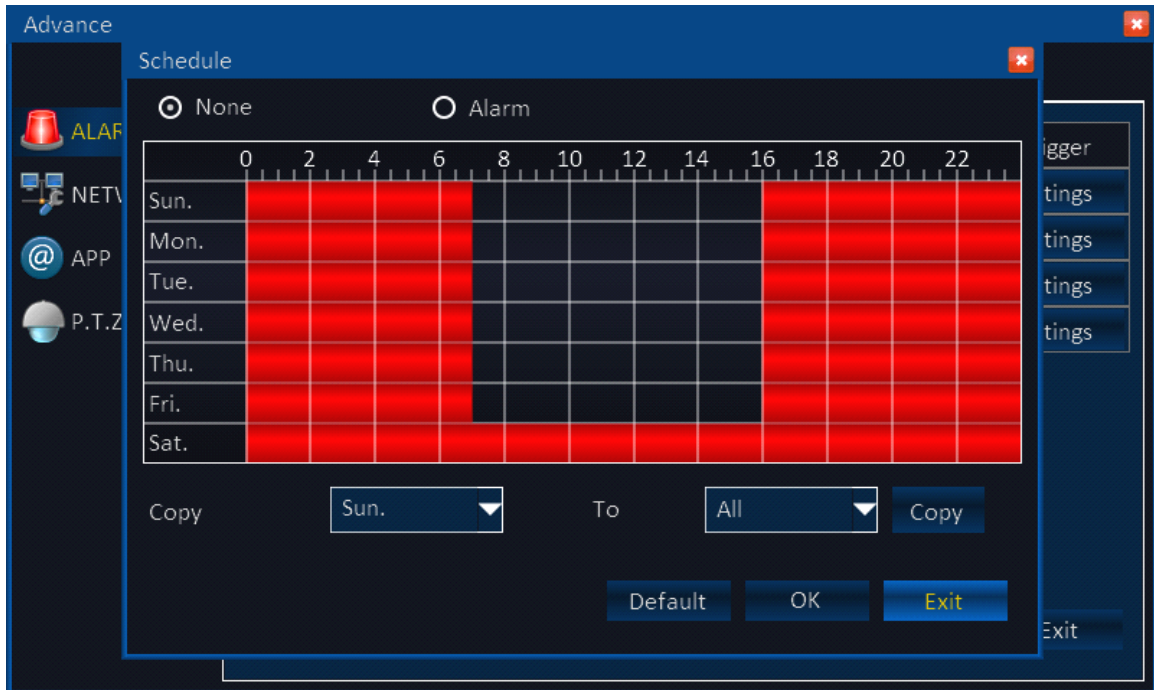 Advance
Schedule
None Alarm
ALAR
0 2 4 6 8 10 12 14 16 18 20 22
igger
NETV
Sun.
tings
Mon.
tings
APP
Tue.
tings
P.T.Z
Wed.
tings
Thu.
Fri.
Sat.
Copy Sun. To All Copy
Default OK Exit
Exit